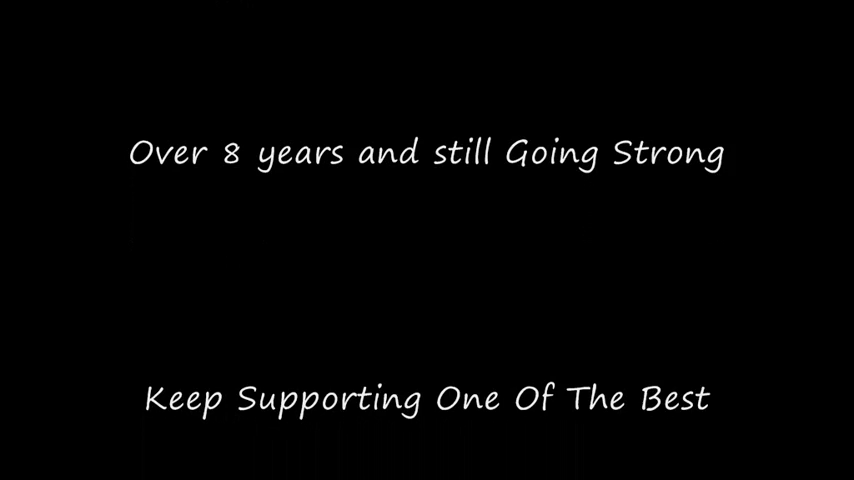 Over 8 years and still Going Strong
Keep Supporting One Of The Best